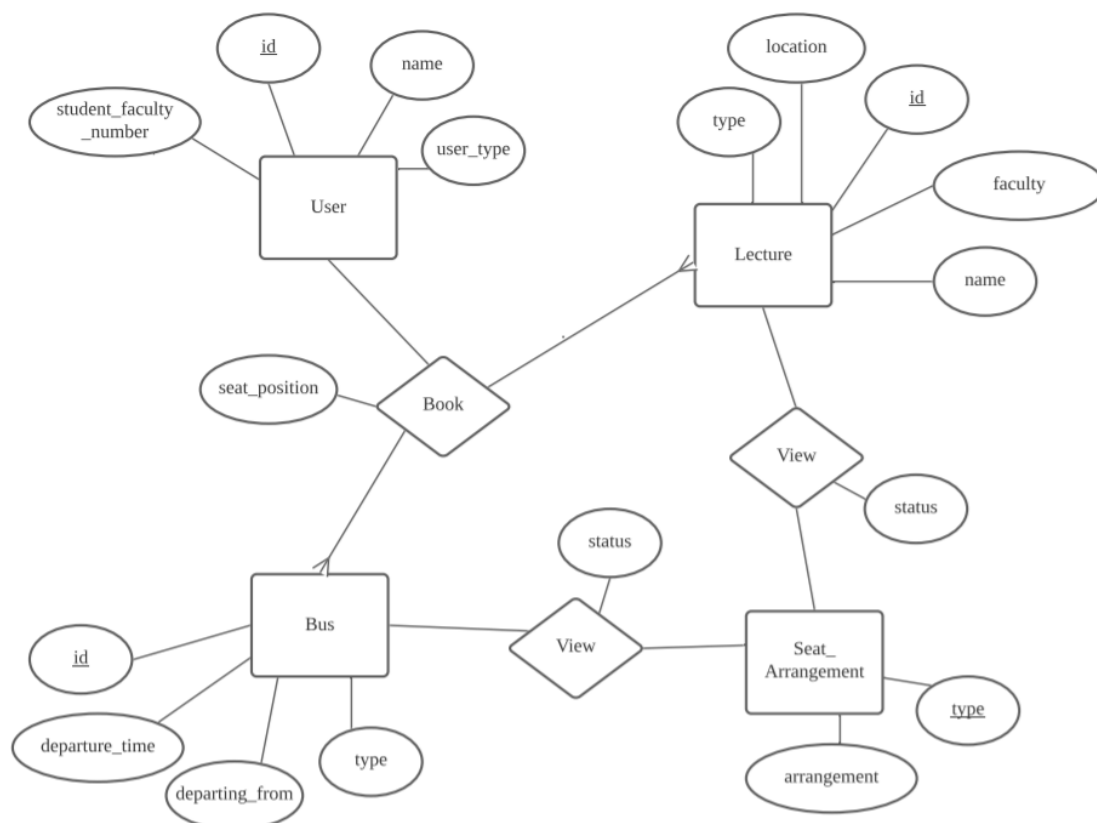 location
id
name
id
student_faculty
_number
type
user_type
faculty
User
Lecture
name
seat_position
Book
View
status
status
Bus
View
Seat_
Arrangement
id
type
departure_time
type
departing_from
arrangement